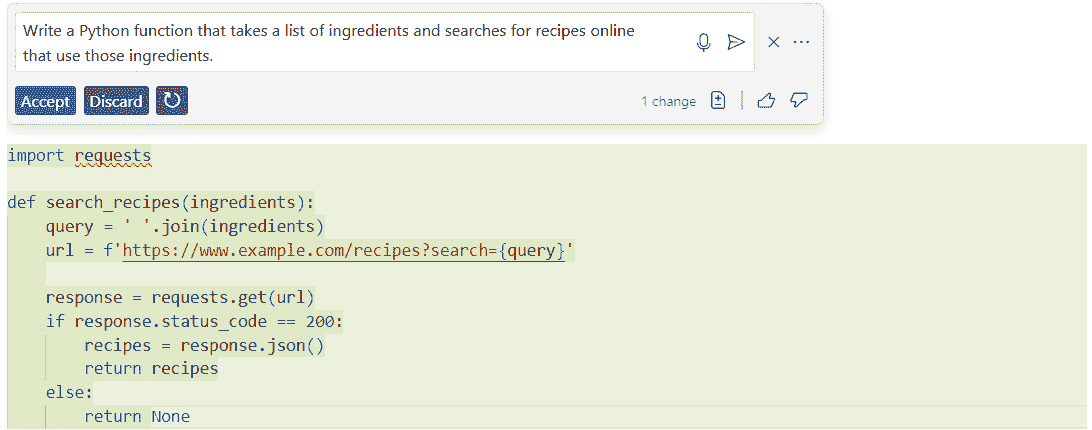 Write a Python function that takes a list of ingredients and searches for recipes online
that use those ingredients.
Accept Discard
1 change
import requests

def search_recipes(ingredients):
    query = ' '.join(ingredients)
    url = f'https://www.example.com/recipes?search={query}'

    response = requests.get(url)
    if response.status_code == 200:
        recipes = response.json()
        return recipes
    else:
        return None